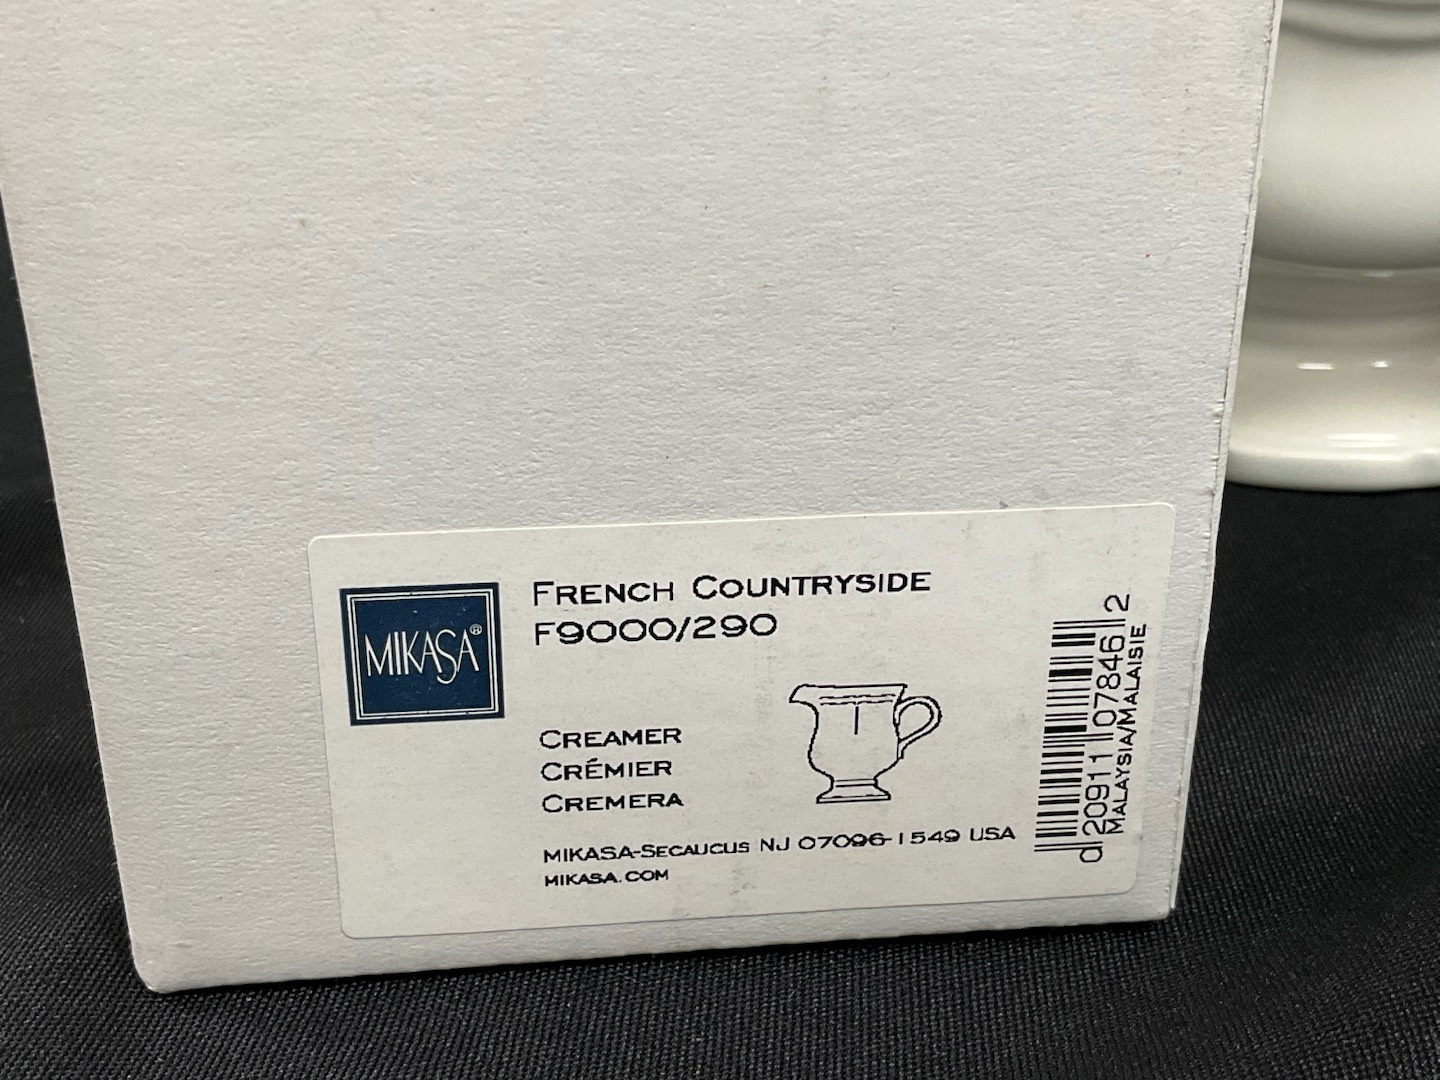 MIKASA®
FRENCH COUNTRYSIDE
F9000/290
CREAMER
CRÉMIER
CREMERA
MIKASA-SECAUCUS NJ 07096-1549 USA
MIKASA.COM
0 20911 07846 2
MALAYSIA/MALAISIE